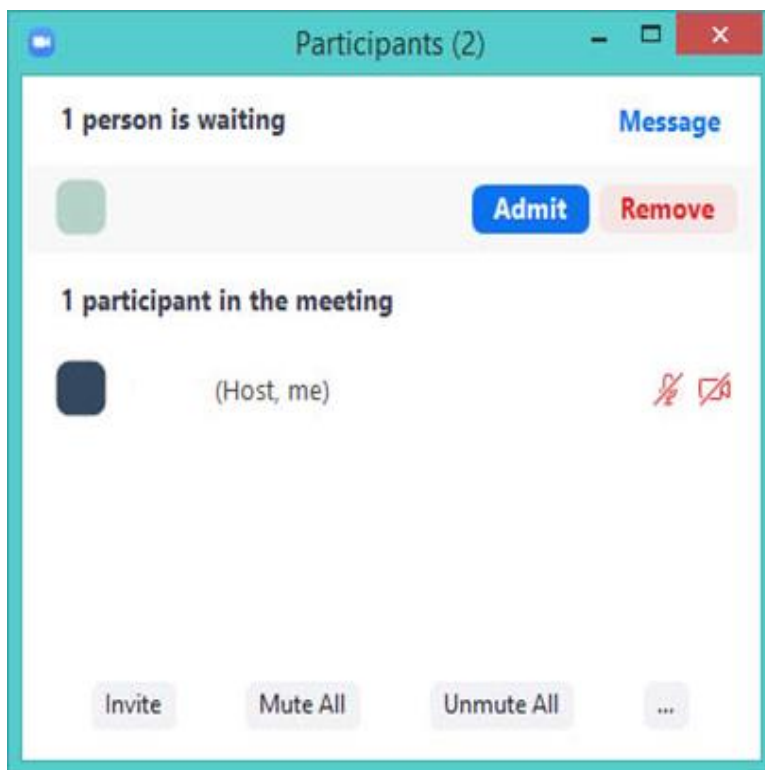 Participants (2)
1 person is waiting Message
Admit Remove
1 participant in the meeting
(Host, me)
Invite Mute All Unmute All ...